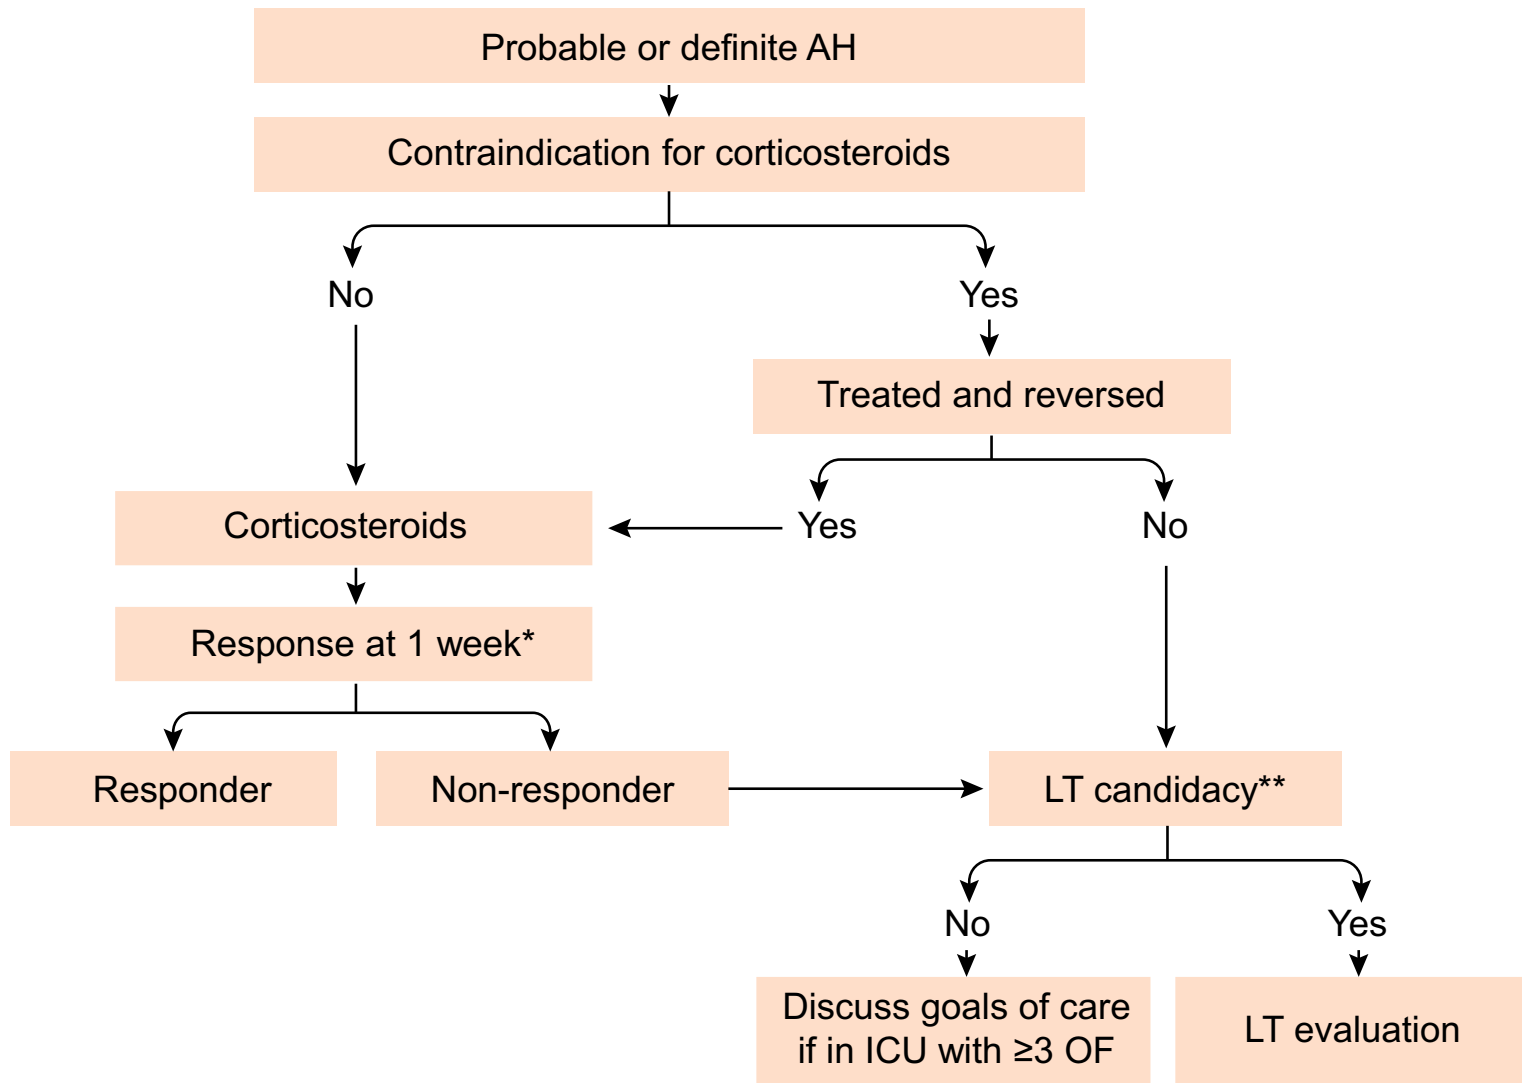 Probable or definite AH
Contraindication for corticosteroids
No
Yes
Treated and reversed
Corticosteroids
Yes
No
Response at 1 week*
Responder
Non-responder
LT candidacy**
No
Yes
Discuss goals of care
if in ICU with ≥3 OF
LT evaluation